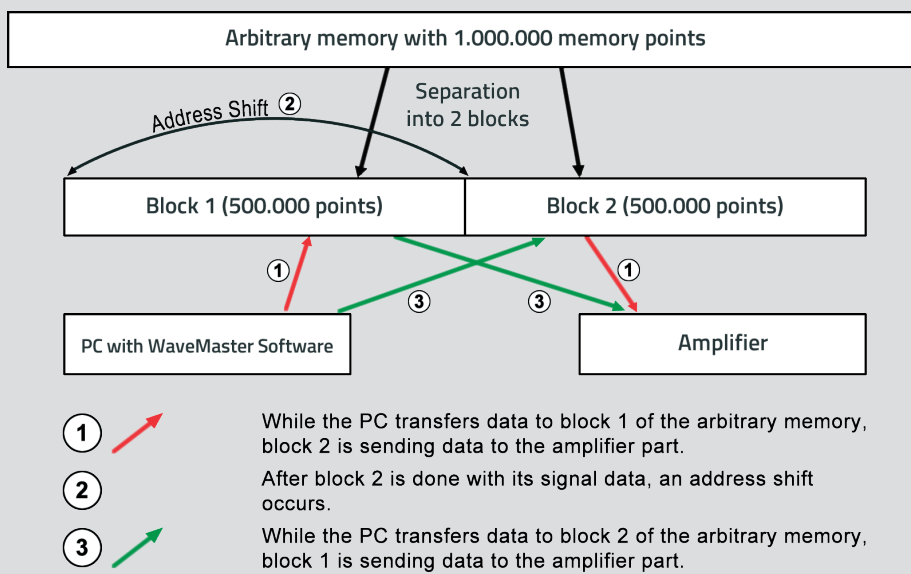 Arbitrary memory with 1.000.000 memory points
Separation
into 2 blocks
Address Shift 2
Block 1 (500.000 points)
Block 2 (500.000 points)
1
1
3
3
PC with WaveMaster Software
Amplifier
1
While the PC transfers data to block 1 of the arbitrary memory,
block 2 is sending data to the amplifier part.
2
After block 2 is done with its signal data, an address shift
occurs.
3
While the PC transfers data to block 2 of the arbitrary memory,
block 1 is sending data to the amplifier part.